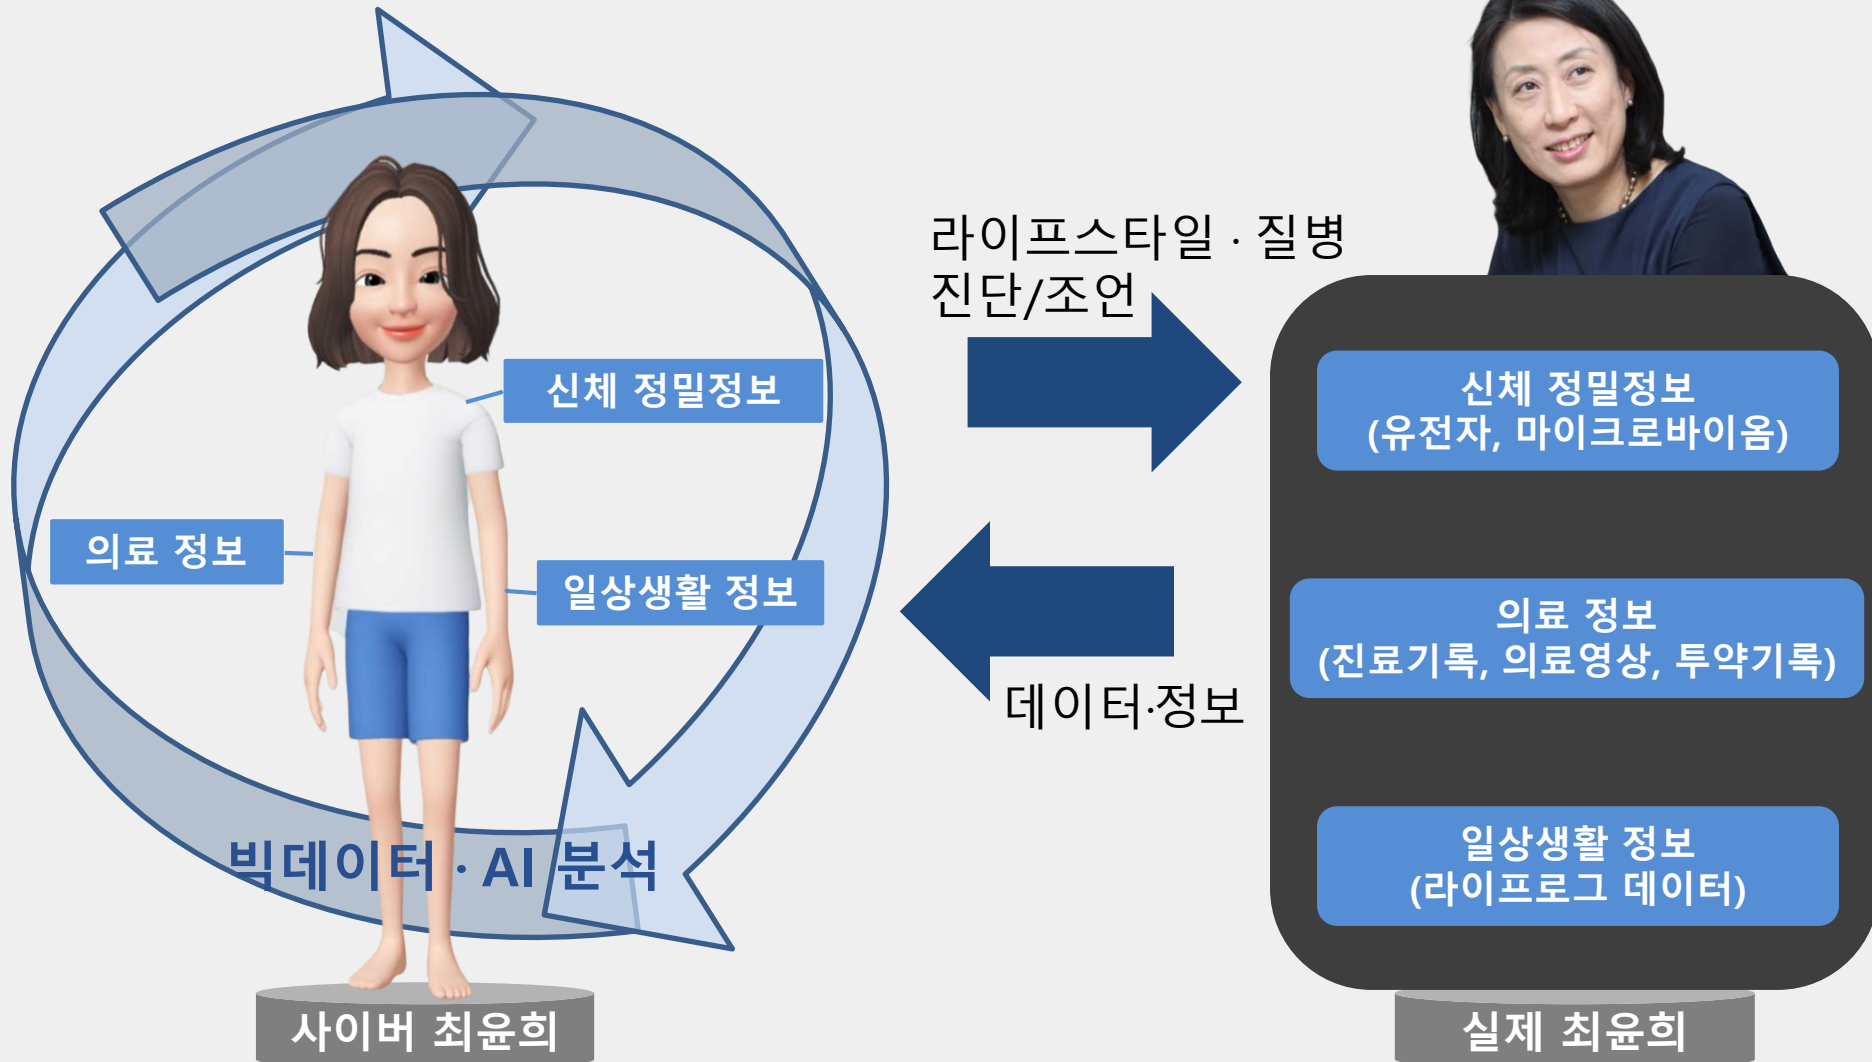 라이프스타일 · 질병
진단/조언
신체 정밀정보
의료 정보
일상생활 정보
데이터·정보
빅데이터 · AI 분석
사이버 최윤희
신체 정밀정보
(유전자, 마이크로바이옴)
의료 정보
(진료기록, 의료영상, 투약기록)
일상생활 정보
(라이프로그 데이터)
실제 최윤희